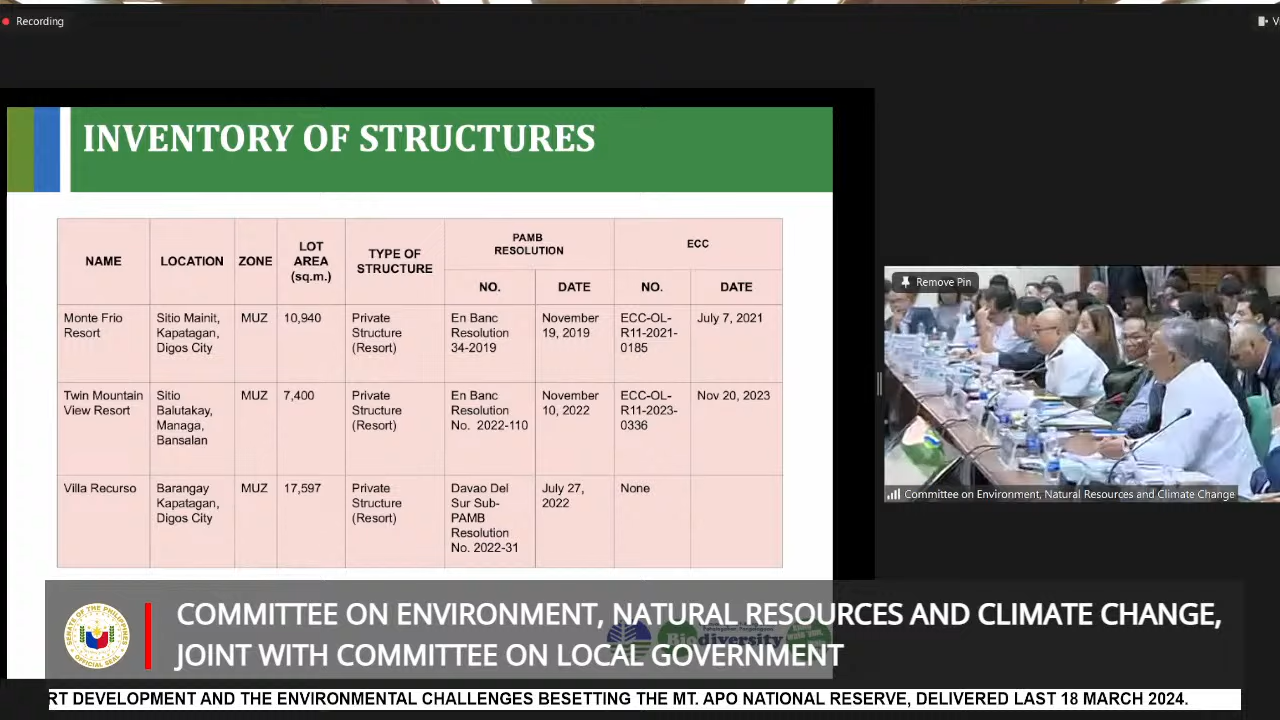 Recording
V
INVENTORY OF STRUCTURES
NAME
LOCATION
ZONE
LOT
AREA
(sq.m.)
TYPE OF
STRUCTURE
PAMB
RESOLUTION
NO.
DATE
ECC
NO.
DATE
Monte Frio
Resort
Sitio Mainit,
Kapatagan,
Digos City
MUZ
10,940
Private
Structure
(Resort)
En Banc
Resolution
34-2019
November
19, 2019
ECC-OL-
R11-2021-
0185
July 7, 2021
Twin Mountain
View Resort
Sitio
Balutakay,
Managa,
Bansalan
MUZ
7,400
Private
Structure
(Resort)
En Banc
Resolution
No. 2022-110
November
10, 2022
ECC-OL-
R11-2023-
0336
Nov 20, 2023
Villa Recurso
Barangay
Kapatagan,
Digos City
MUZ
17,597
Private
Structure
(Resort)
Davao Del
Sur Sub-
PAMB
Resolution
No. 2022-31
July 27,
2022
None
Remove Pin
Committee on Environment, Natural Resources and Climate Change
SENATE OF THE PHILIPPINES
OFFICIAL SEAL
Biodiversity
COMMITTEE ON ENVIRONMENT, NATURAL RESOURCES AND CLIMATE CHANGE,
JOINT WITH COMMITTEE ON LOCAL GOVERNMENT
RT DEVELOPMENT AND THE ENVIRONMENTAL CHALLENGES BESETTING THE MT. APO NATIONAL RESERVE, DELIVERED LAST 18 MARCH 2024.